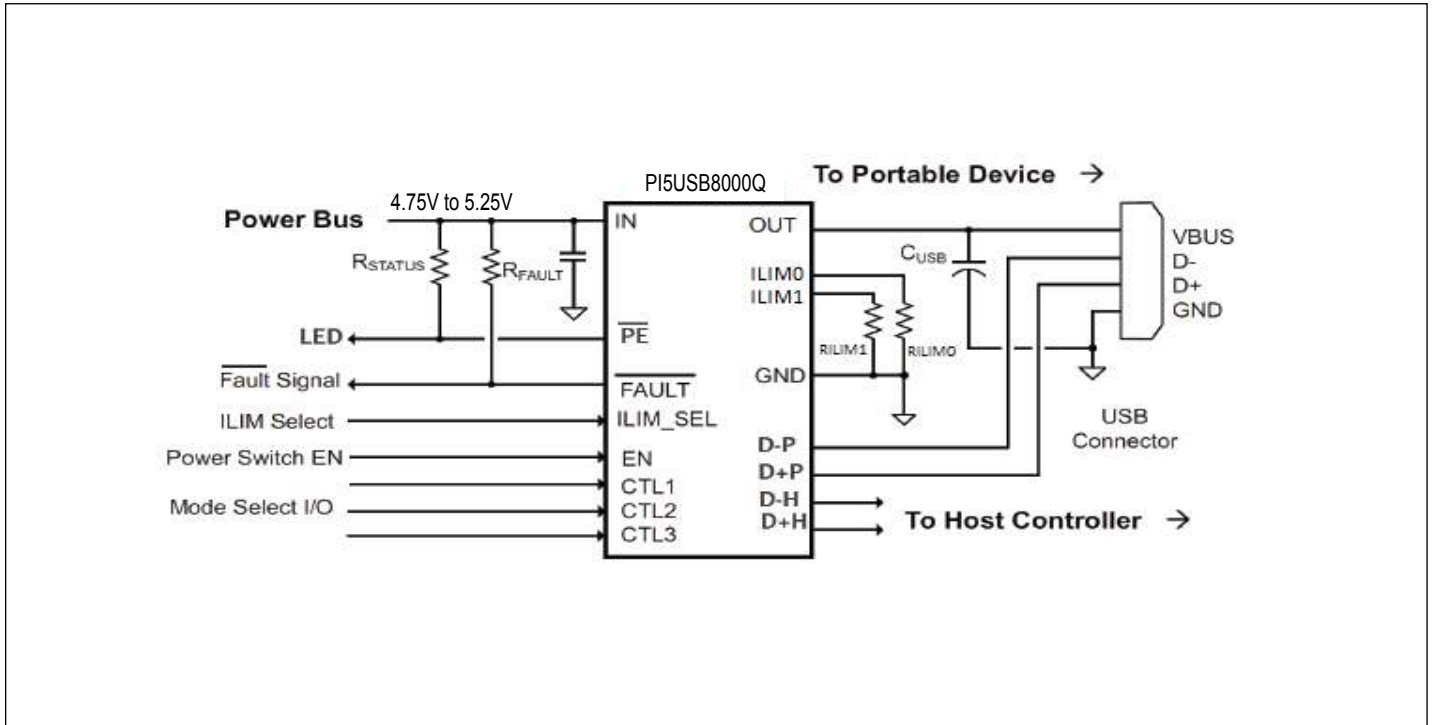 PI5USB8000Q
To Portable Device →
4.75V to 5.25V
Power Bus
IN
OUT
VBUS
D-
D+
GND
RSTATUS
RFAULT
CUSB
ILIM0
ILIM1
RILIM1
RILIM0
LED
PE
GND
Fault Signal
FAULT
ILIM Select
ILIM_SEL
USB
Connector
D-P
Power Switch EN
EN
D+P
CTL1
D-H
Mode Select I/O
CTL2
D+H
To Host Controller →
CTL3